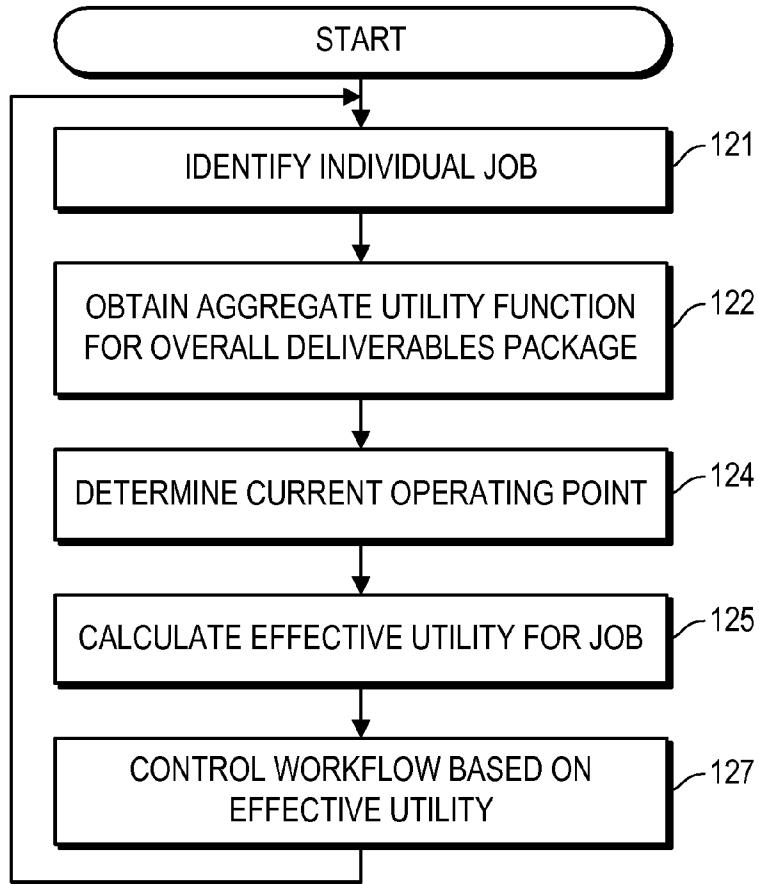 START
IDENTIFY INDIVIDUAL JOB
121
OBTAIN AGGREGATE UTILITY FUNCTION
FOR OVERALL DELIVERABLES PACKAGE
122
DETERMINE CURRENT OPERATING POINT
124
CALCULATE EFFECTIVE UTILITY FOR JOB
125
CONTROL WORKFLOW BASED ON
EFFECTIVE UTILITY
127